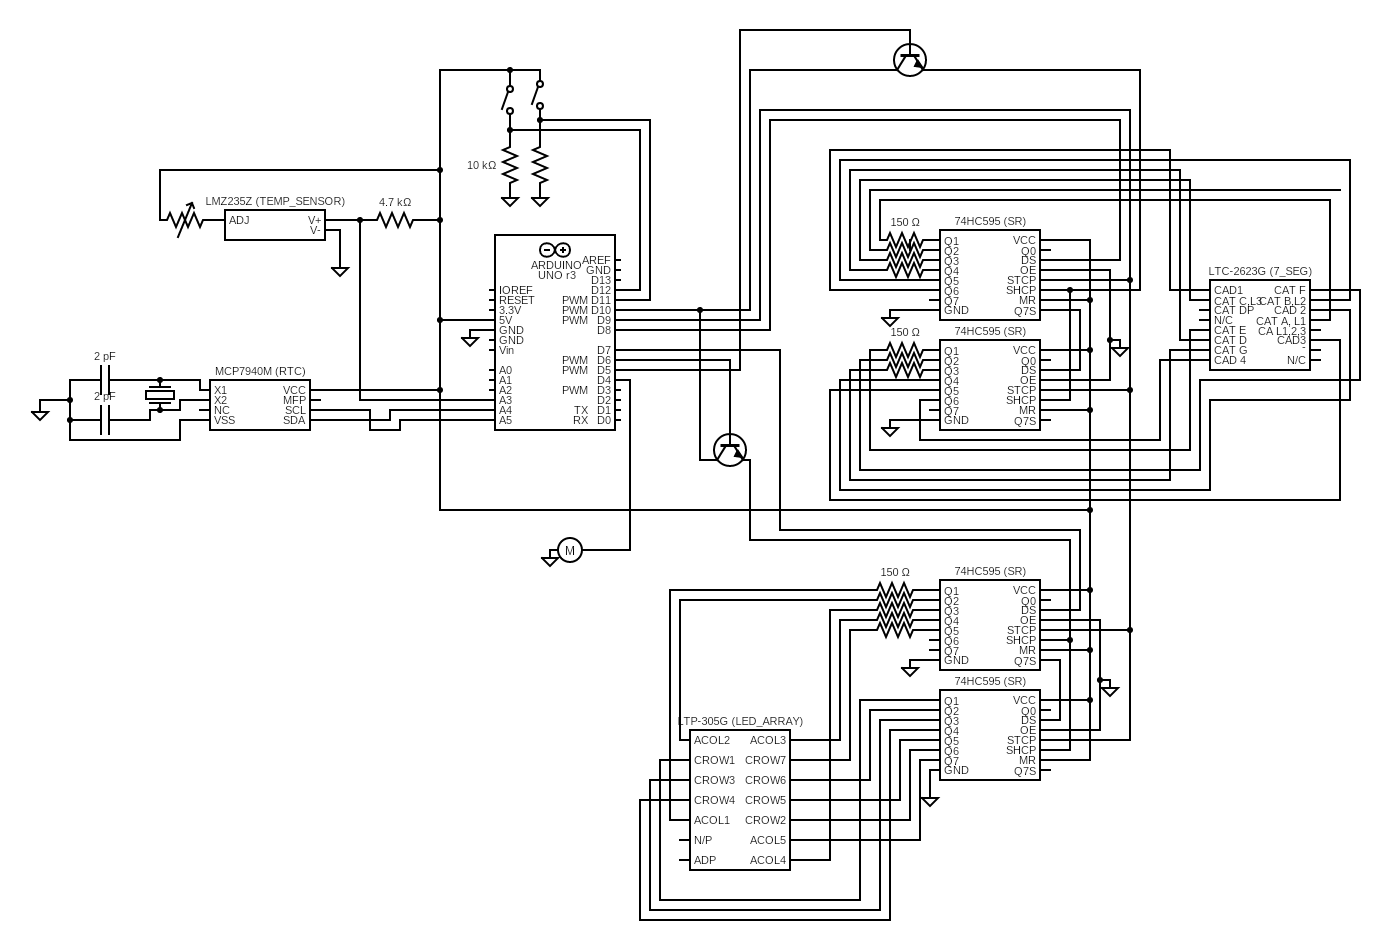 10 kΩ
LMZ235Z (TEMP_SENSOR)
ADJ
V+
V-
4.7 kΩ
ARDUINO
UNO r3
IOREF
RESET
3.3V
5V
GND
GND
Vin
A0
A1
A2
A3
A4
A5
AREF
GND
D13
D12
PWM D11
PWM D10
PWM D9
D8
D7
PWM D6
PWM D5
D4
PWM D3
D2
TX D1
RX D0
2 pF
2 pF
MCP7940M (RTC)
X1
X2
NC
VSS
VCC
MFP
SCL
SDA
M
150 Ω
74HC595 (SR)
Q1
Q2
Q3
Q4
Q5
Q6
Q7
GND
VCC
Q0
DS
OE
STCP
SHCP
MR
Q7S
150 Ω
74HC595 (SR)
Q1
Q2
Q3
Q4
Q5
Q6
Q7
GND
VCC
Q0
DS
OE
STCP
SHCP
MR
Q7S
LTC-2623G (7_SEG)
CAD1
CAT C,L3
CAT DP
N/C
CAT E
CAT D
CAT G
CAD 4
CAT F
CAT B,L2
CAD 2
CAT A, L1
CA L1,2,3
CAD3
-
N/C
150 Ω
74HC595 (SR)
Q1
Q2
Q3
Q4
Q5
Q6
Q7
GND
VCC
Q0
DS
OE
STCP
SHCP
MR
Q7S
74HC595 (SR)
Q1
Q2
Q3
Q4
Q5
Q6
Q7
GND
VCC
Q0
DS
OE
STCP
SHCP
MR
Q7S
LTP-305G (LED_ARRAY)
ACOL2
CROW1
CROW3
CROW4
ACOL1
N/P
ADP
ACOL3
CROW7
CROW6
CROW5
CROW2
ACOL5
ACOL4